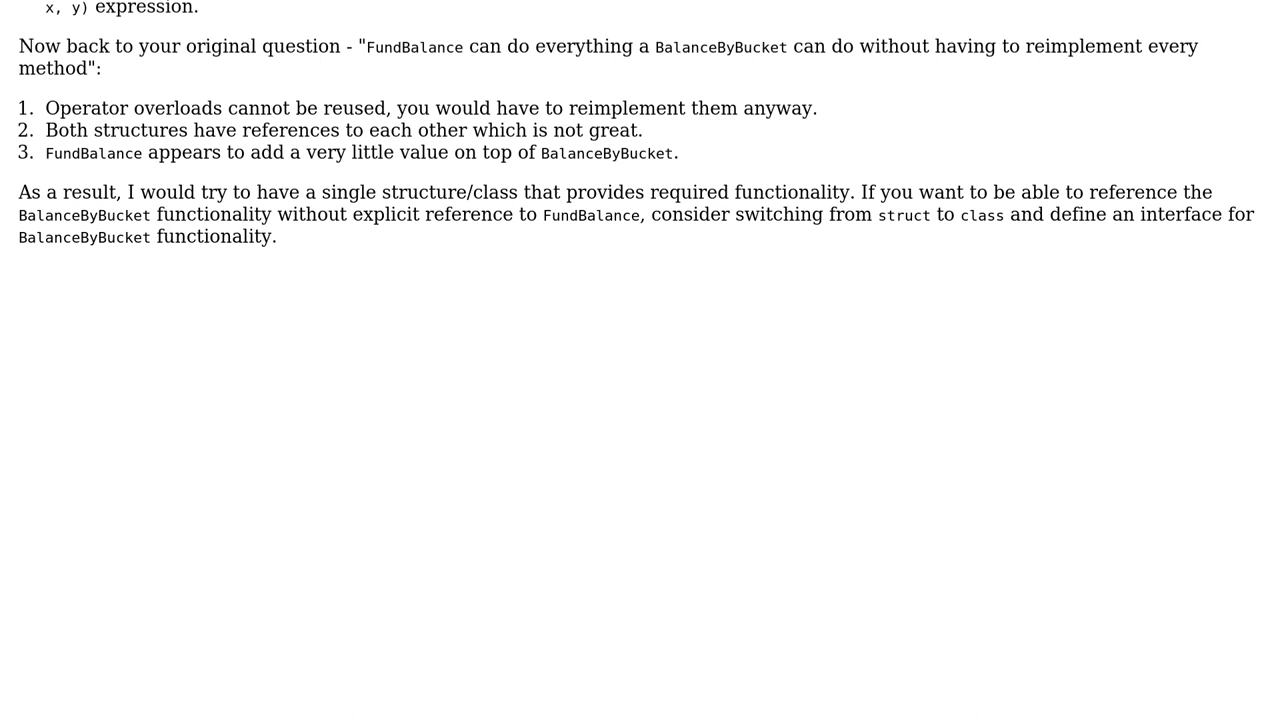 x, y) expression.
Now back to your original question - "FundBalance can do everything a BalanceByBucket can do without having to reimplement every
method":
1. Operator overloads cannot be reused, you would have to reimplement them anyway.
2. Both structures have references to each other which is not great.
3. FundBalance appears to add a very little value on top of BalanceByBucket.
As a result, I would try to have a single structure/class that provides required functionality. If you want to be able to reference the
BalanceByBucket functionality without explicit reference to FundBalance, consider switching from struct to class and define an interface for
BalanceByBucket functionality.